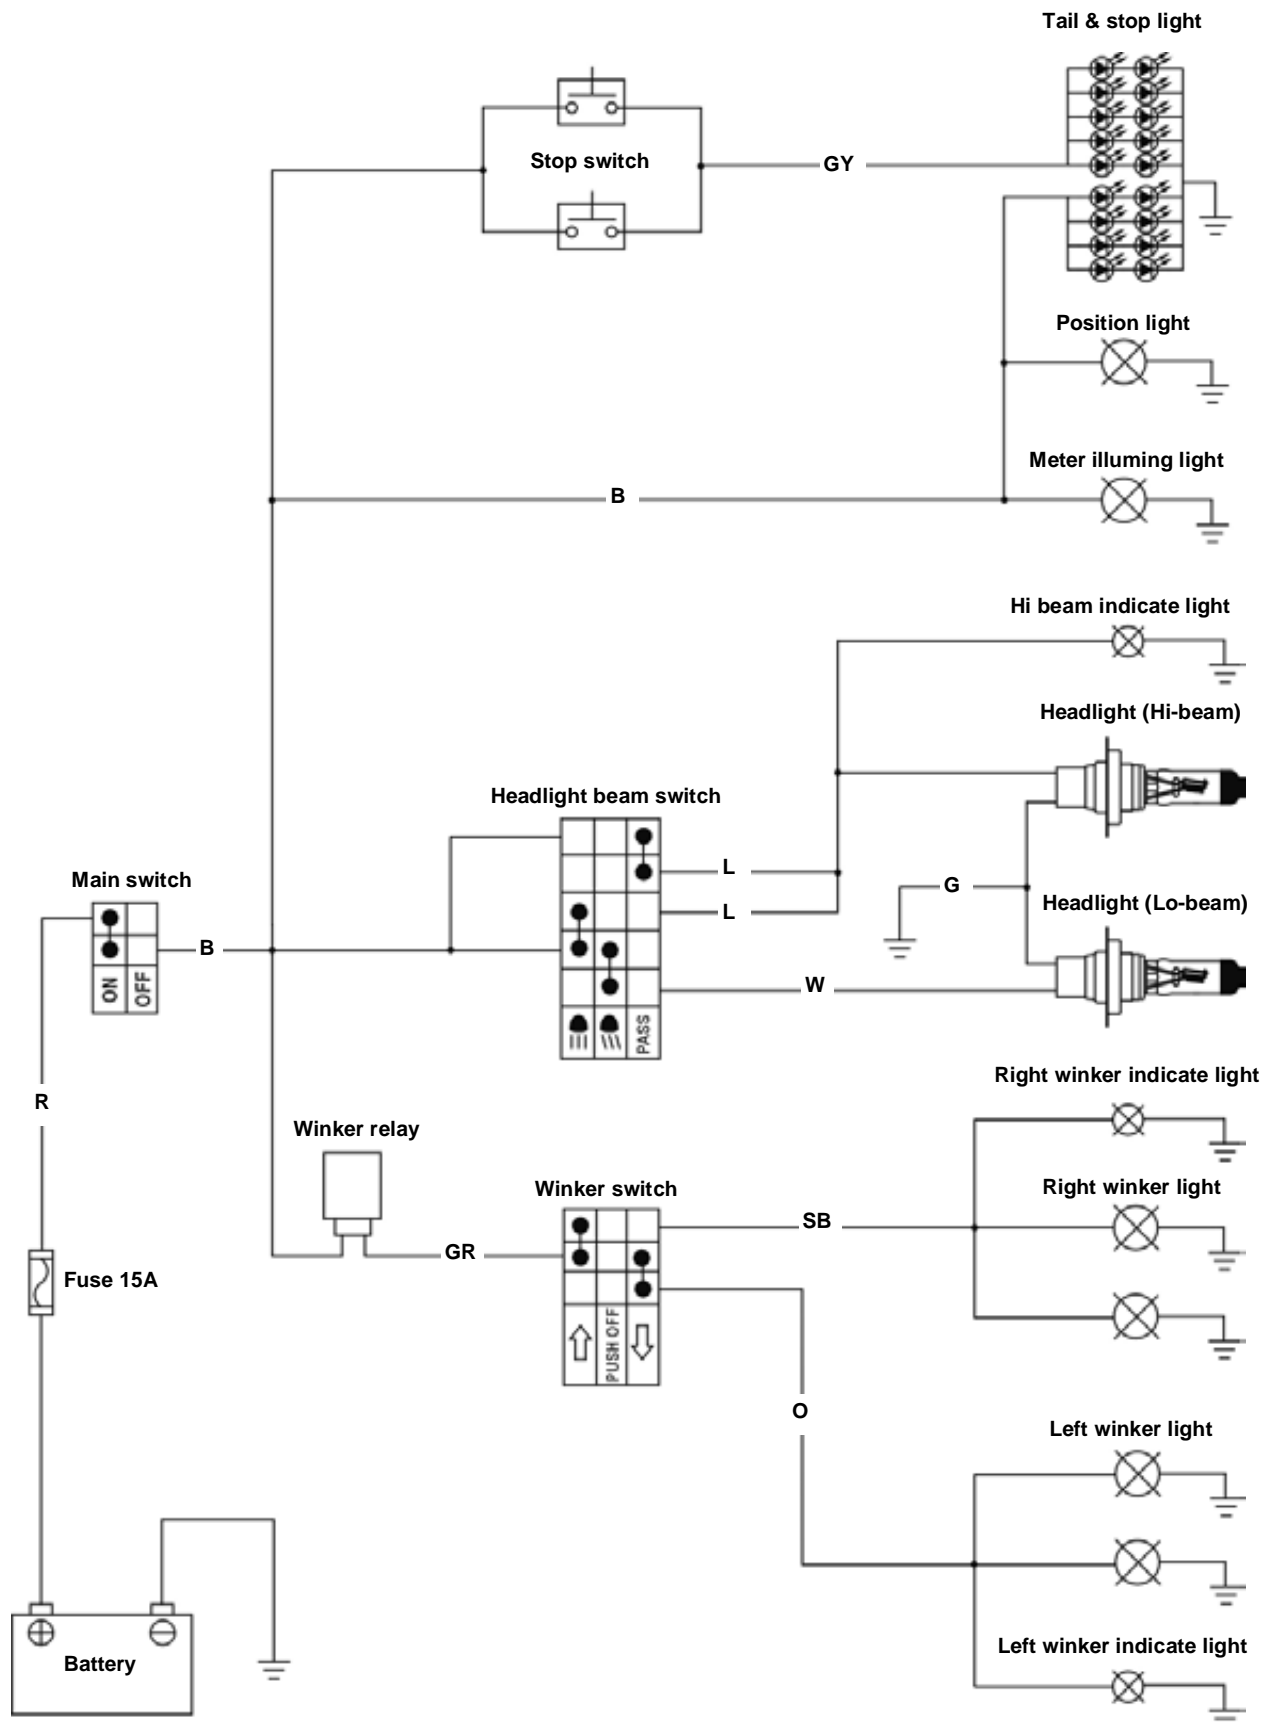 Tail & stop light
Stop switch
GY
Position light
Meter illuming light
B
Hi beam indicate light
Headlight (Hi-beam)
Headlight beam switch
L
Main switch
G
L
Headlight (Lo-beam)
B
W
ON
OFF
PASS
Right winker indicate light
R
Winker relay
Winker switch
Right winker light
SB
GR
Fuse 15A
PUSH OFF
O
Left winker light
Left winker indicate light
Battery